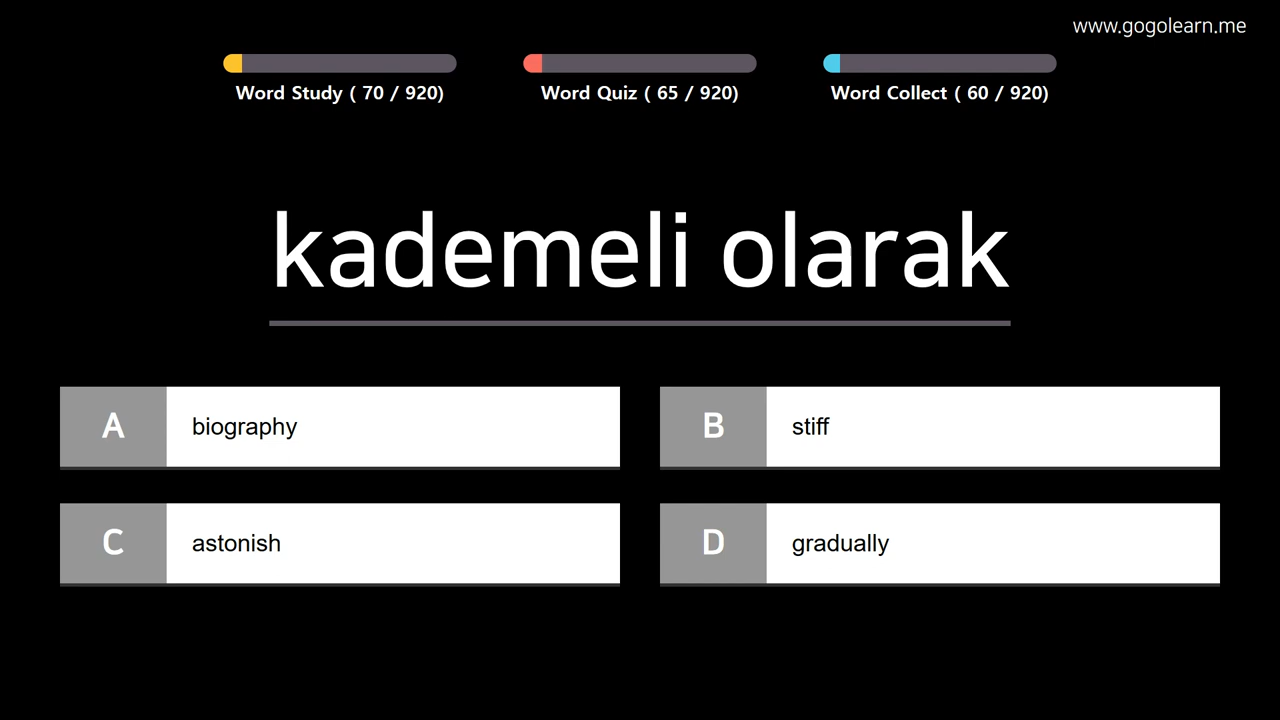 www.gogolearn.me
Word Study ( 70 / 920)
Word Quiz ( 65 / 920)
Word Collect ( 60 / 920)
kademeli olarak
A biography
B stiff
C astonish
D gradually